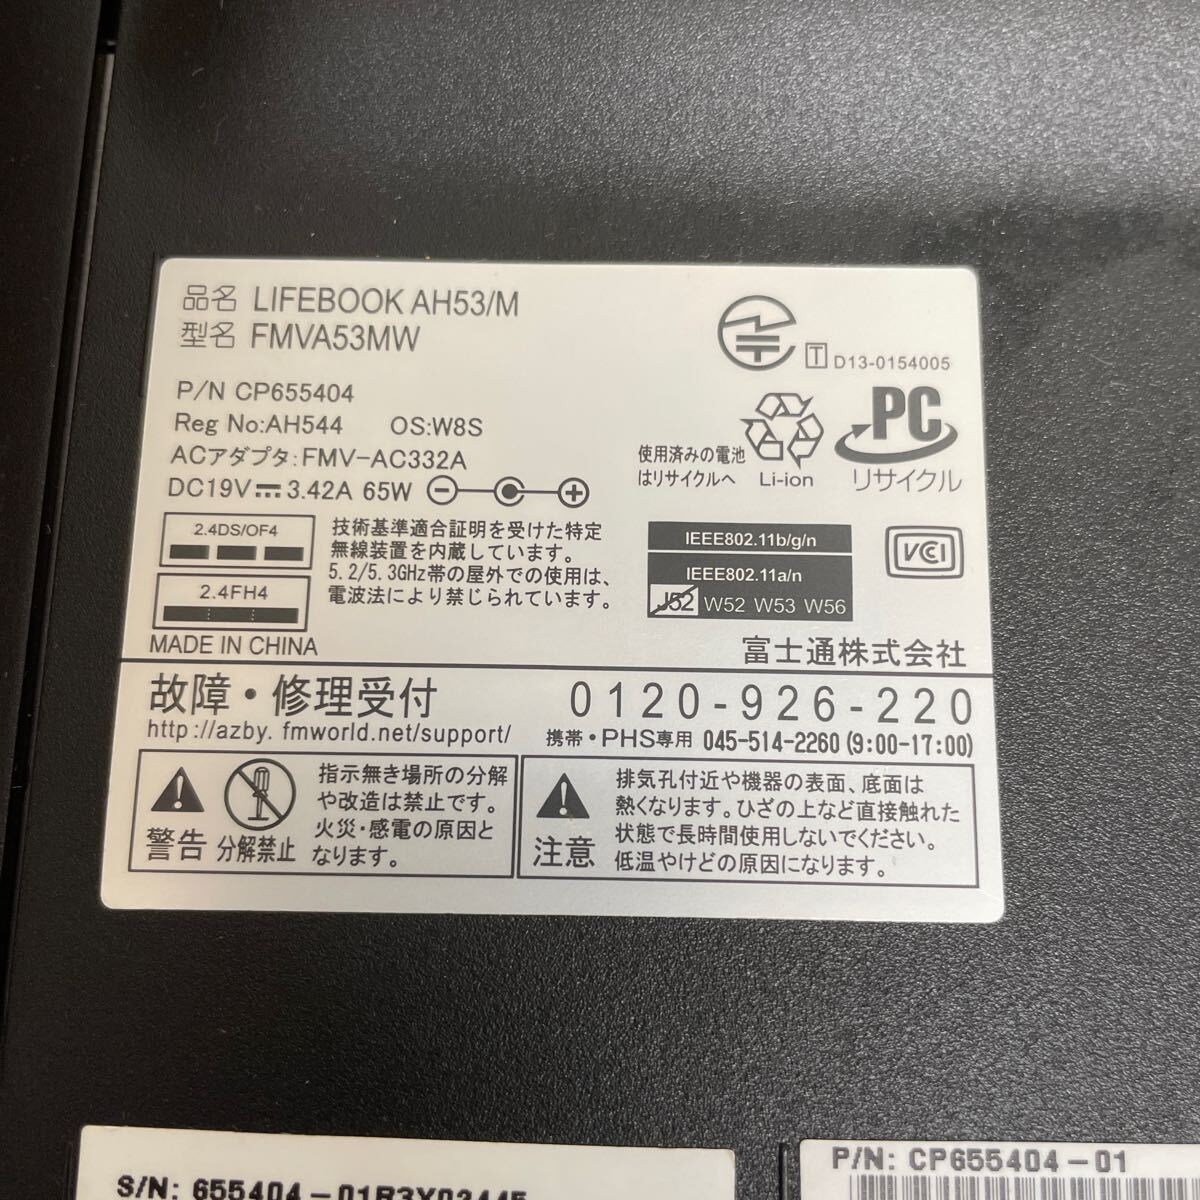 品名 LIFEBOOK AH53/M
型名 FMVA53MW
P/N CP655404
Reg No:AH544 OS:W8S
ACアダプタ:FMV-AC332A
DC19V 3.42A 65W
T D13-0154005
使用済みの電池
はリサイクルへ
Li-ion
PC
リサイクル
2.4DS/OF4
2.4FH4
技術基準適合証明を受けた特定
無線装置を内蔵しています。
5.2/5.3GHz帯の屋外での使用は、
電波法により禁じられています。
IEEE802.11b/g/n
IEEE802.11a/n
J52 W52 W53 W56
VCCI
MADE IN CHINA
富士通株式会社
故障・修理受付
0120-926-220
http://azby.fmworld.net/support/
携帯・PHS専用 045-514-2260 (9:00-17:00)
警告
分解禁止
指示無き場所の分解
や改造は禁止です。
火災・感電の原因と
なります。
注意
排気孔付近や機器の表面、底面は
熱くなります。ひざの上など直接触れた
状態で長時間使用しないでください。
低温やけどの原因になります。
S/N: 655404-01R3X02445
P/N: CP655404-01